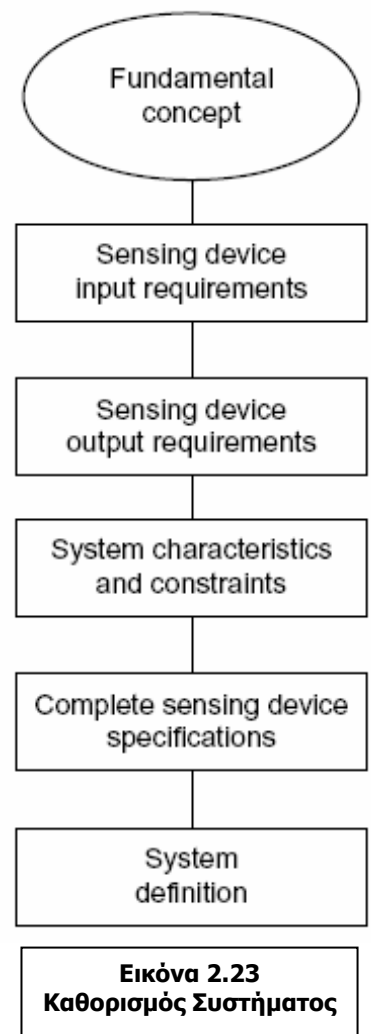 Fundamental
concept
Sensing device
input requirements
Sensing device
output requirements
System characteristics
and constraints
Complete sensing device
specifications
System
definition
Εικόνα 2.23
Καθορισμός Συστήματος